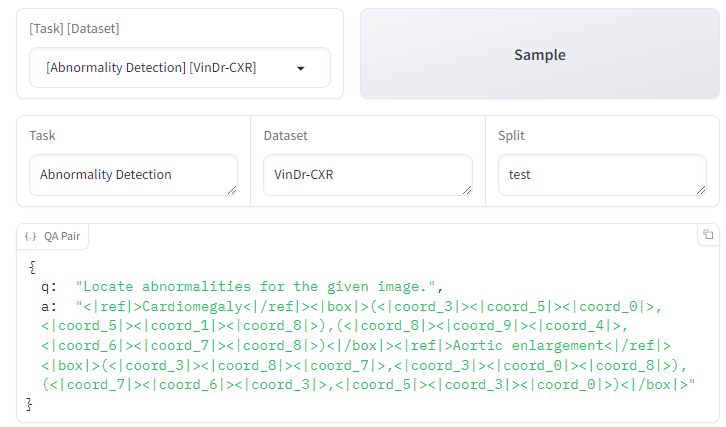 [Task] [Dataset]
[Abnormality Detection] [VinDr-CXR]
Sample
Task
Dataset
Split
Abnormality Detection
VinDr-CXR
test
{ } QA Pair
{
q: "Locate abnormalities for the given image.",
a: "<|ref|>Cardiomegaly<|/ref|><|box|>(<|coord_3|><|coord_5|><|coord_0|>,
<|coord_5|><|coord_1|><|coord_8|>),(<|coord_8|><|coord_9|><|coord_4|>,
<|coord_6|><|coord_7|><|coord_8|>)<|/box|><|ref|>Aortic enlargement<|/ref|>
<|box|>(<|coord_3|><|coord_8|><|coord_7|>,<|coord_3|><|coord_0|><|coord_8|>),
(<|coord_7|><|coord_6|><|coord_3|>,<|coord_5|><|coord_3|><|coord_0|>)<|/box|>"
}